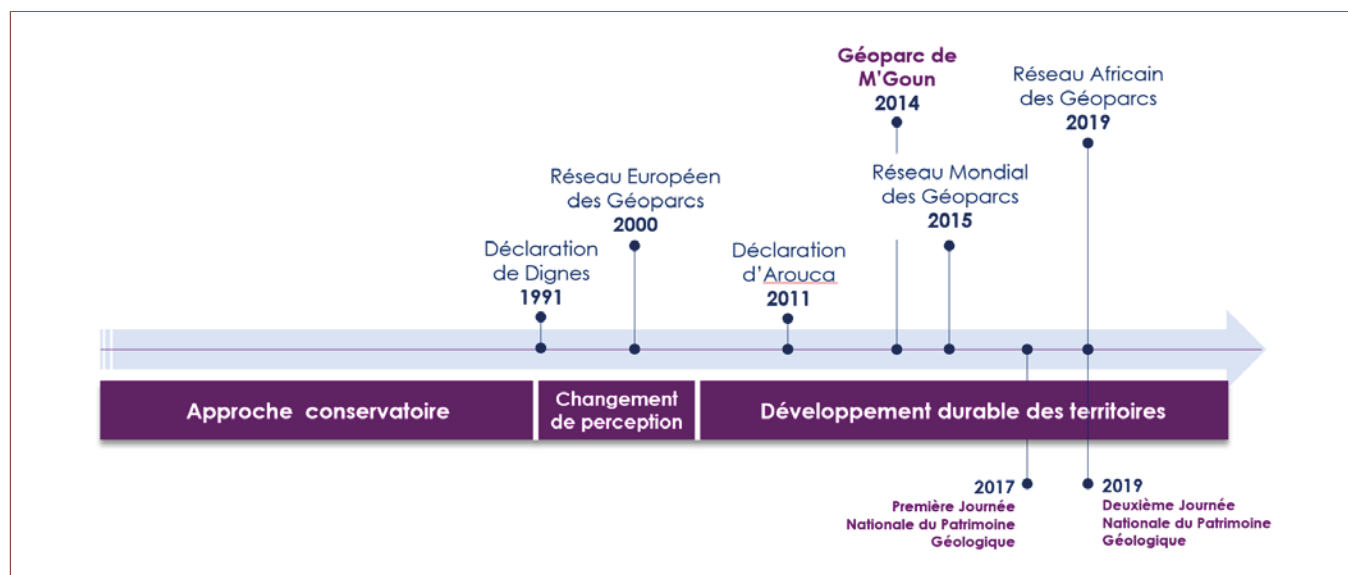 Géoparc de
M'Goun
2014
Réseau Africain
des Géoparcs
2019
Réseau Européen
des Géoparcs
2000
Réseau Mondial
des Géoparcs
2015
Déclaration
de Dignes
1991
Déclaration
d'Arouca
2011
Approche conservatoire
Changement
de perception
Développement durable des territoires
2017
Première Journée
Nationale du Patrimoine
Géologique
2019
Deuxième Journée
Nationale du Patrimoine
Géologique